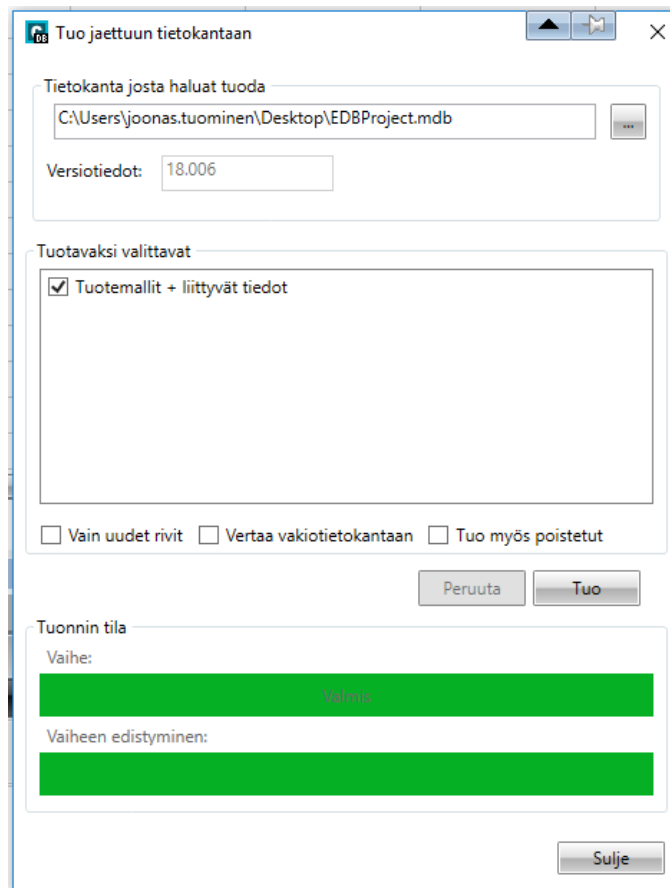 DB Tuo jaettuun tietokantaan
Tietokanta josta haluat tuoda
C:\Users\joonas.tuominen\Desktop\EDBProject.mdb
...
Versiotiedot: 18.006
Tuotavaksi valittavat
Tuotemallit + liittyvät tiedot
Vain uudet rivit Vertaa vakiotietokantaan Tuo myös poistetut
Peruuta Tuo
Tuonnin tila
Vaihe:
Valmis
Vaiheen edistyminen:
Sulje